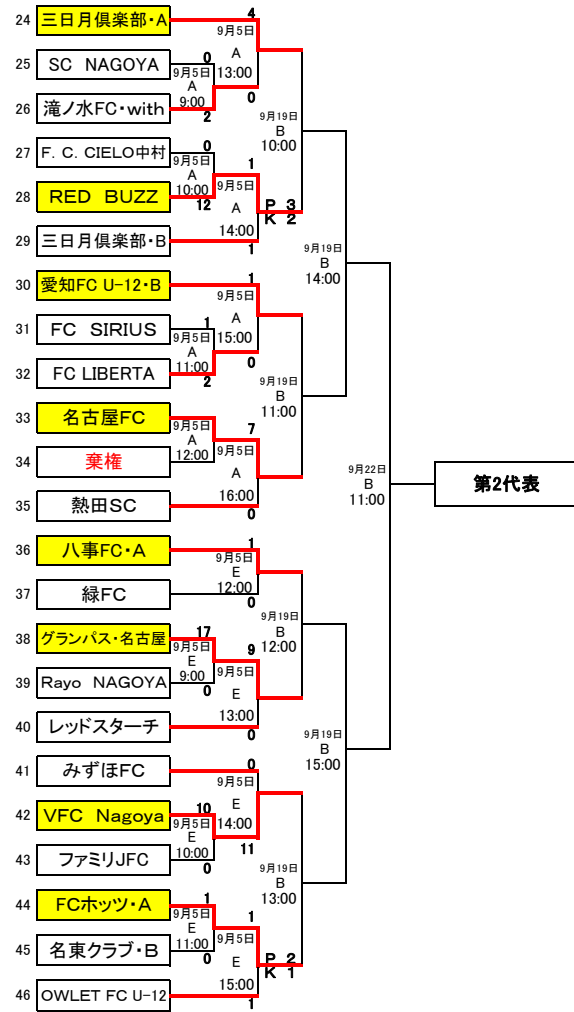 24 三日月倶楽部・A
4
9月5日
A
13:00
0
25 SC NAGOYA
0
9月5日
A
9:00
2
26 滝ノ水FC・with
9月19日
B
10:00
27 F. C. CIELO中村
0
9月5日
A
10:00
12
28 RED BUZZ
1
9月5日
A
14:00
1
P 3
K 2
29 三日月倶楽部・B
9月19日
B
14:00
30 愛知FC U-12・B
1
9月5日
A
15:00
0
31 FC SIRIUS
1
9月5日
A
11:00
2
32 FC LIBERTA
9月19日
B
11:00
33 名古屋FC
9月5日
A
12:00
7
9月5日
A
16:00
0
34 棄権
35 熱田SC
9月22日
B
11:00
第2代表
36 八事FC・A
1
9月5日
E
12:00
0
37 緑FC
9月19日
B
12:00
38 グランパス・名古屋
17
9月5日
E
9:00
0
9
9月5日
E
13:00
0
39 Rayo NAGOYA
40 レッドスターチ
9月19日
B
15:00
41 みずほFC
0
9月5日
E
14:00
11
42 VFC Nagoya
10
9月5日
E
10:00
0
43 ファミリJFC
9月19日
B
13:00
44 FCホッツ・A
1
9月5日
E
11:00
0
1
9月5日
E
15:00
1
P 2
K 1
45 名東クラブ・B
46 OWLET FC U-12